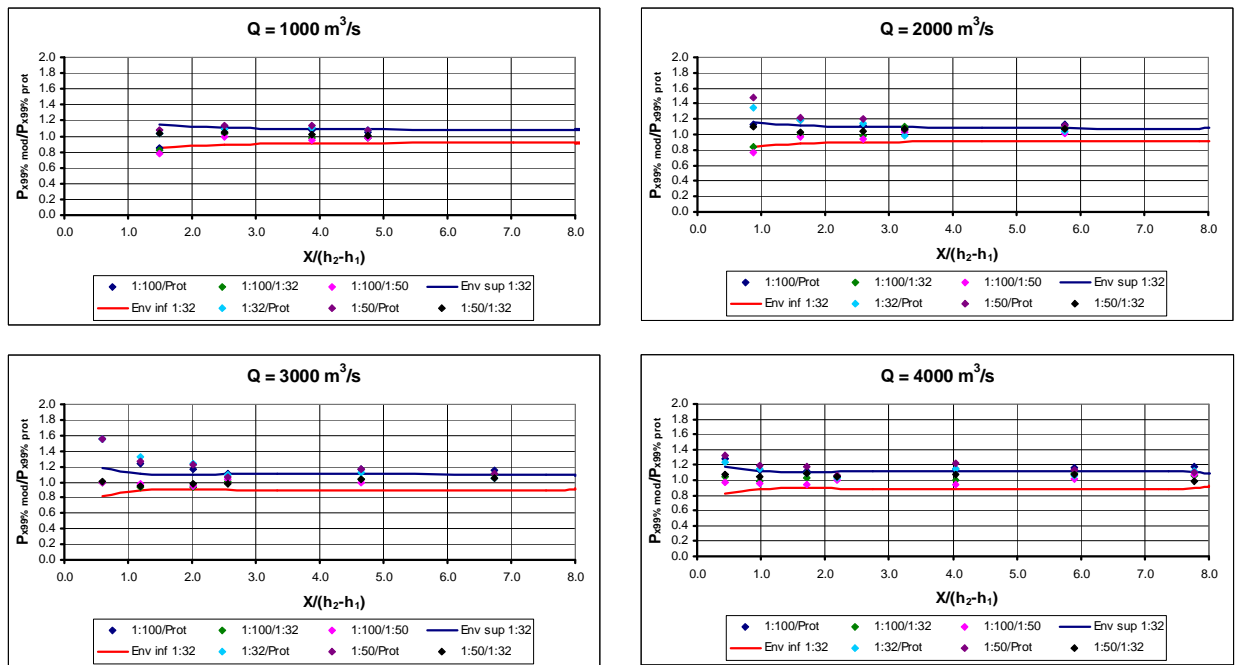 Q = 1000 m³/s
Px99% mod/Px99% prot
2.0
1.8
1.6
1.4
1.2
1.0
0.8
0.6
0.4
0.2
0.0
0.0 1.0 2.0 3.0 4.0 5.0 6.0 7.0 8.0
X/(h₂-h₁)
1:100/Prot 1:100/1:32 1:100/1:50 Env sup 1:32
Env inf 1:32 1:32/Prot 1:50/Prot 1:50/1:32
Q = 2000 m³/s
Px99% mod/Px99% prot
2.0
1.8
1.6
1.4
1.2
1.0
0.8
0.6
0.4
0.2
0.0
0.0 1.0 2.0 3.0 4.0 5.0 6.0 7.0 8.0
X/(h₂-h₁)
1:100/Prot 1:100/1:32 1:100/1:50 Env sup 1:32
Env inf 1:32 1:32/Prot 1:50/Prot 1:50/1:32
Q = 3000 m³/s
Px99% mod/Px99% prot
2.0
1.8
1.6
1.4
1.2
1.0
0.8
0.6
0.4
0.2
0.0
0.0 1.0 2.0 3.0 4.0 5.0 6.0 7.0 8.0
X/(h₂-h₁)
1:100/Prot 1:100/1:32 1:100/1:50 Env sup 1:32
Env inf 1:32 1:32/Prot 1:50/Prot 1:50/1:32
Q = 4000 m³/s
Px99% mod/Px99% prot
2.0
1.8
1.6
1.4
1.2
1.0
0.8
0.6
0.4
0.2
0.0
0.0 1.0 2.0 3.0 4.0 5.0 6.0 7.0 8.0
X/(h₂-h₁)
1:100/Prot 1:100/1:32 1:100/1:50 Env sup 1:32
Env inf 1:32 1:32/Prot 1:50/Prot 1:50/1:32